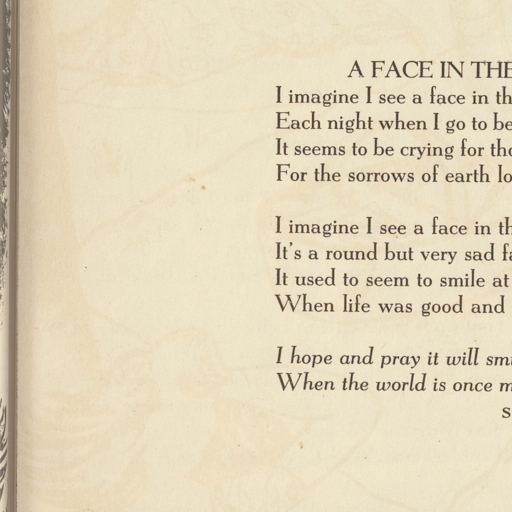 A FACE IN THE
I imagine I see a face in th
Each night when I go to be
It seems to be crying for tho
For the sorrows of earth lo
I imagine I see a face in th
It's a round but very sad fa
It used to seem to smile at
When life was good and
I hope and pray it will smi
When the world is once m
s